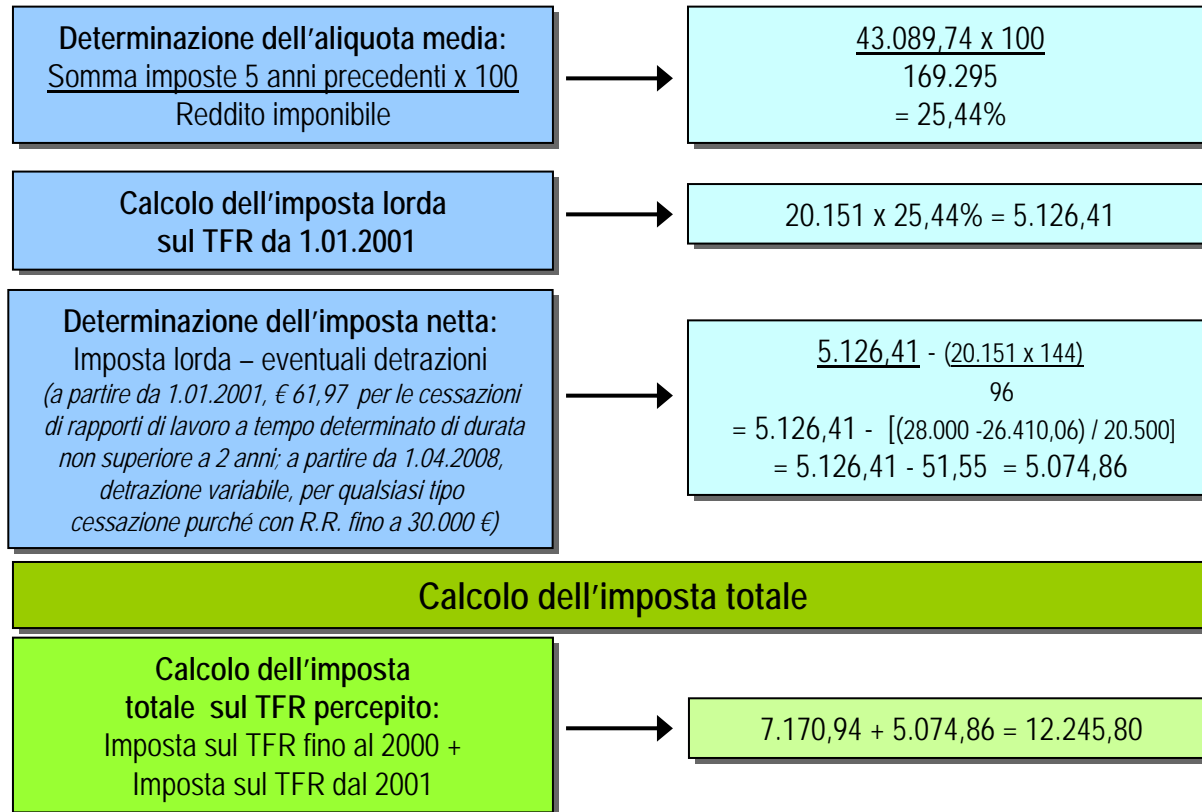 Determinazione dell'aliquota media:
Somma imposte 5 anni precedenti x 100
Reddito imponibile
43.089,74 x 100
169.295
= 25,44%
Calcolo dell'imposta lorda
sul TFR da 1.01.2001
20.151 x 25,44% = 5.126,41
Determinazione dell'imposta netta:
Imposta lorda – eventuali detrazioni
(a partire da 1.01.2001, € 61,97 per le cessazioni
di rapporti di lavoro a tempo determinato di durata
non superiore a 2 anni; a partire da 1.04.2008,
detrazione variabile, per qualsiasi tipo
cessazione purché con R.R. fino a 30.000 €)
5.126,41 - (20.151 x 144)
96
= 5.126,41 - [(28.000 -26.410,06) / 20.500]
= 5.126,41 - 51,55 = 5.074,86
Calcolo dell'imposta totale
Calcolo dell'imposta
totale sul TFR percepito:
Imposta sul TFR fino al 2000 +
Imposta sul TFR dal 2001
7.170,94 + 5.074,86 = 12.245,80